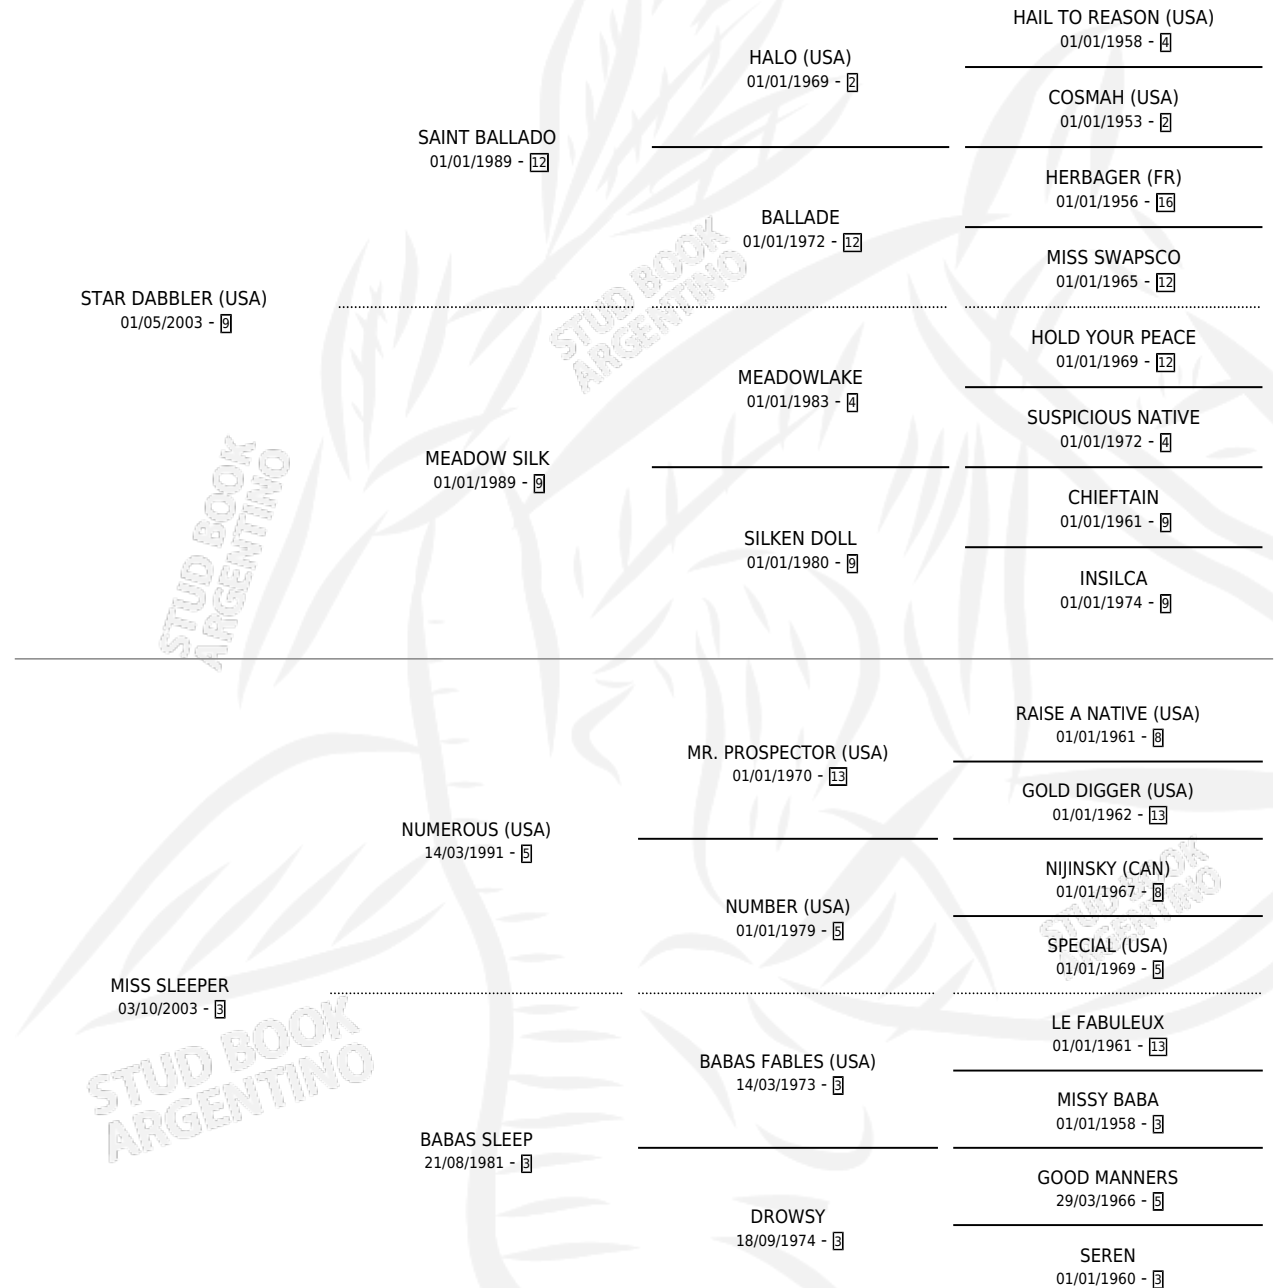 HAIL TO REASON (USA)
01/01/1958 - 4
HALO (USA)
01/01/1969 - 2
COSMAH (USA)
01/01/1953 - 2
SAINT BALLADO
01/01/1989 - 12
HERBAGER (FR)
01/01/1956 - 16
BALLADE
01/01/1972 - 12
MISS SWAPSCO
01/01/1965 - 12
STAR DABBLER (USA)
01/05/2003 - 9
HOLD YOUR PEACE
01/01/1969 - 12
MEADOWLAKE
01/01/1983 - 4
SUSPICIOUS NATIVE
01/01/1972 - 4
MEADOW SILK
01/01/1989 - 9
CHIEFTAIN
01/01/1961 - 9
SILKEN DOLL
01/01/1980 - 9
INSILCA
01/01/1974 - 9
RAISE A NATIVE (USA)
01/01/1961 - 8
MR. PROSPECTOR (USA)
01/01/1970 - 13
GOLD DIGGER (USA)
01/01/1962 - 13
NUMEROUS (USA)
14/03/1991 - 5
NIJINSKY (CAN)
01/01/1967 - 8
NUMBER (USA)
01/01/1979 - 5
SPECIAL (USA)
01/01/1969 - 5
MISS SLEEPER
03/10/2003 - 3
LE FABULEUX
01/01/1961 - 13
BABAS FABLES (USA)
14/03/1973 - 3
MISSY BABA
01/01/1958 - 3
BABAS SLEEP
21/08/1981 - 3
GOOD MANNERS
29/03/1966 - 5
DROWSY
18/09/1974 - 3
SEREN
01/01/1960 - 3
STUD BOOK
ARGENTINO
STUD BOOK
ARGENTINO
STUD BOOK
ARGENTINO
STUD BOOK
ARGENTINO